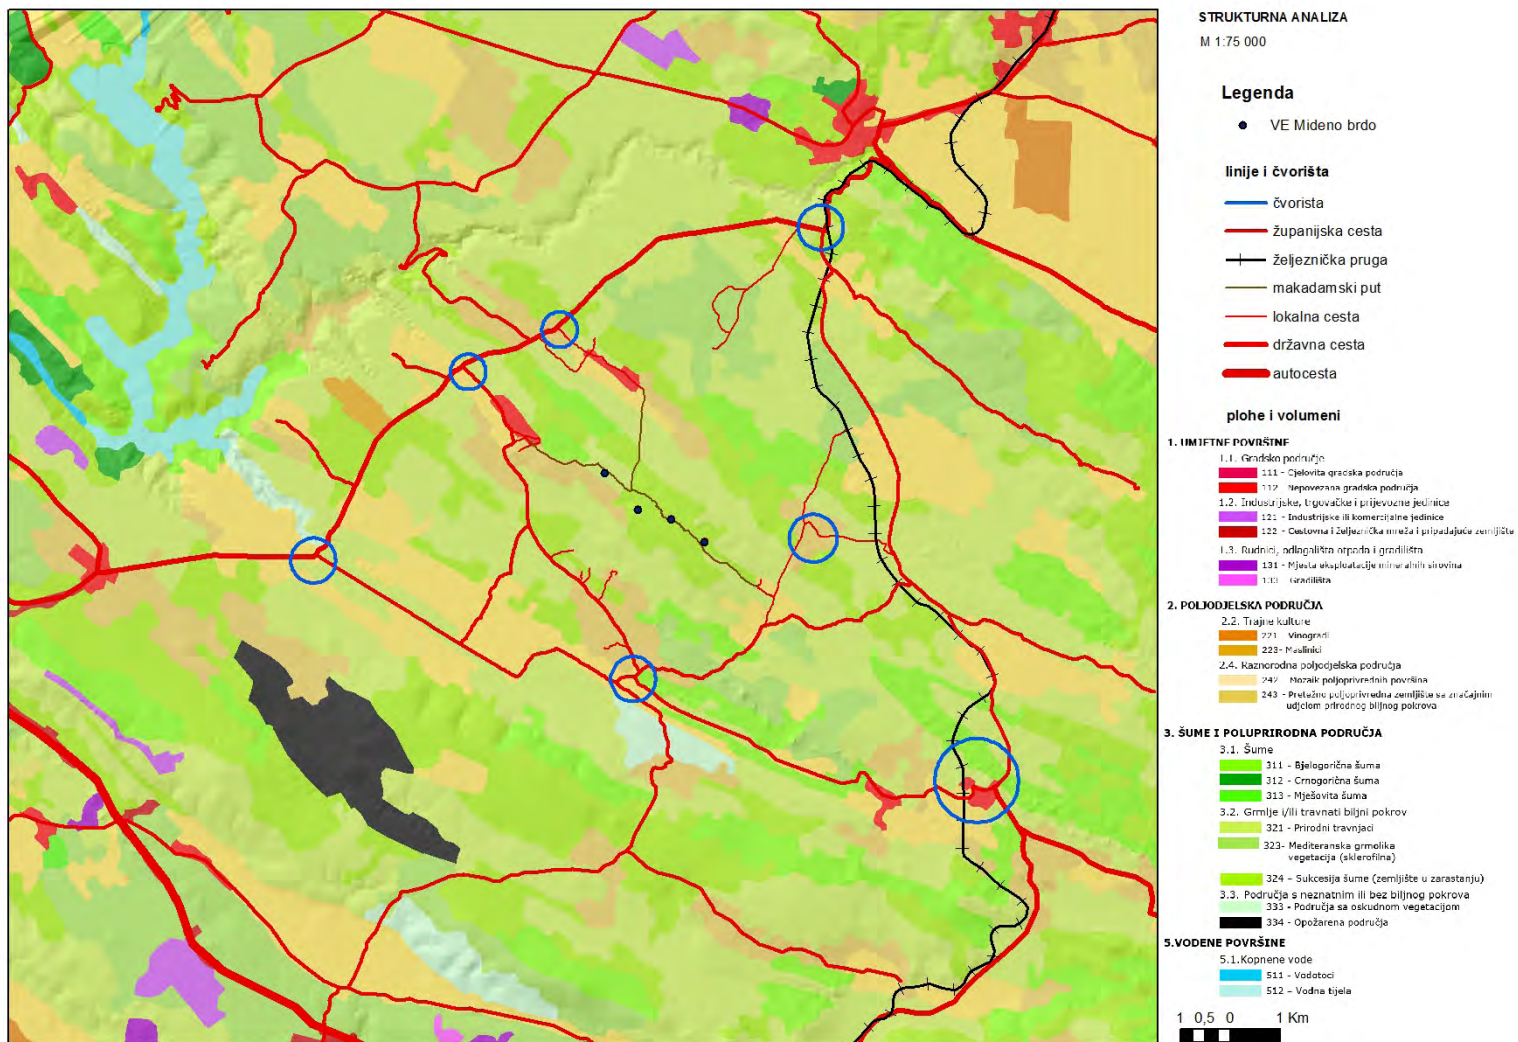 STRUKTURNA ANALIZA
M 1:75 000
Legenda
VE Mideno brdo
linije i čvorišta
čvorista
županijska cesta
željeznička pruga
makadamski put
lokalna cesta
državna cesta
autocesta
plohe i volumeni
1. UMJETNE POVRŠINE
1.1. Gradsko područje
111 - Cjelovita gradska područja
112 - Nepovezana gradska područja
1.2. Industrijske, trgovačke i prijevozne jedinice
121 - Industrijske ili komercijalne jedinice
122 - Cestovna i željeznička mreža i pripadajuće zemljište
1.3. Rudnici, odlagališta otpada i gradilišta
131 - Mjesta eksploatacije mineralnih sirovina
133 - Gradilišta
2. POLJODJELSKA PODRUČJA
2.2. Trajne kulture
221 - Vinogradi
223- Maslinici
2.4. Raznorodna poljodjelska područja
242 - Mozaik poljoprivrednih površina
243 - Pretežno poljoprivredna zemljište sa značajnim
udjelom prirodnog biljnog pokrova
3. ŠUME I POLUPRIRODNA PODRUČJA
3.1. Šume
311 - Bjelogorična šuma
312 - Crnogorična šuma
313 - Mješovita šuma
3.2. Grmlje i/ili travnati biljni pokrov
321 - Prirodni travnjaci
323- Mediteranska grmolika
vegetacija (sklerofilna)
324 – Sukcesija šume (zemljište u zarastanju)
3.3. Područja s neznatnim ili bez biljnog pokrova
333 - Područja sa oskudnom vegetacijom
334 - Opožarena područja
5.VODENE POVRŠINE
5.1.Kopnene vode
511 - Vodotoci
512 – Vodna tijela
1 0,5 0 1 Km